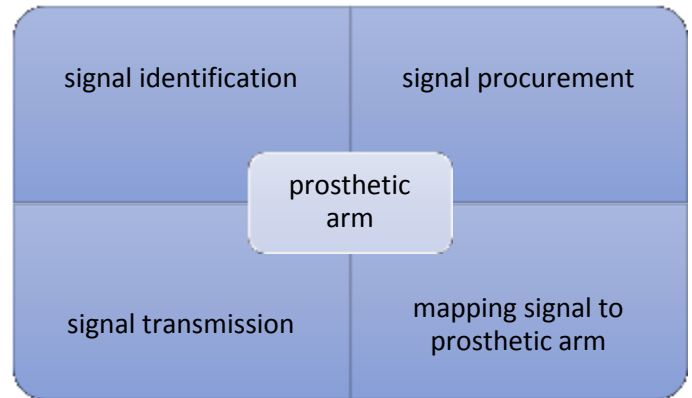 signal identification
signal procurement
prosthetic
arm
signal transmission
mapping signal to
prosthetic arm